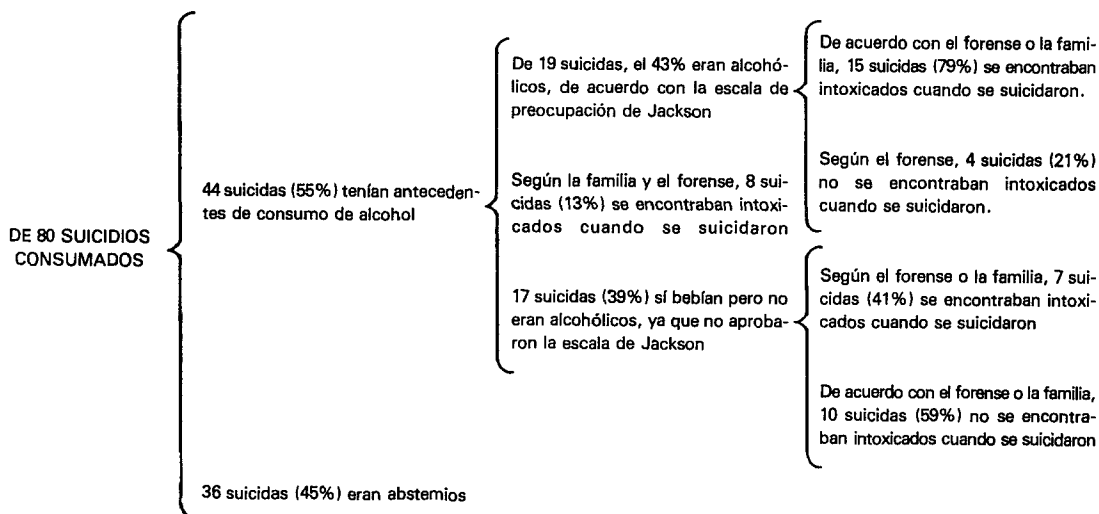 DE 80 SUICIDIOS
CONSUMADOS
44 suicidas (55%) tenían anteceden-
tes de consumo de alcohol
36 suicidas (45%) eran abstemios
De 19 suicidas, el 43% eran alcohó-
licos, de acuerdo con la escala de
preocupación de Jackson
Según la familia y el forense, 8 sui-
cidas (13%) se encontraban intoxi-
cados cuando se suicidaron
17 suicidas (39%) sí bebían pero no
eran alcohólicos, ya que no aproba-
ron la escala de Jackson
De acuerdo con el forense o la fami-
lia, 15 suicidas (79%) se encontraban
intoxicados cuando se suicidaron.
Según el forense, 4 suicidas (21%)
no se encontraban intoxicados
cuando se suicidaron.
Según el forense o la familia, 7 sui-
cidas (41%) se encontraban intoxi-
cados cuando se suicidaron
De acuerdo con el forense o la familia,
10 suicidas (59%) no se encontra-
ban intoxicados cuando se suicidaron